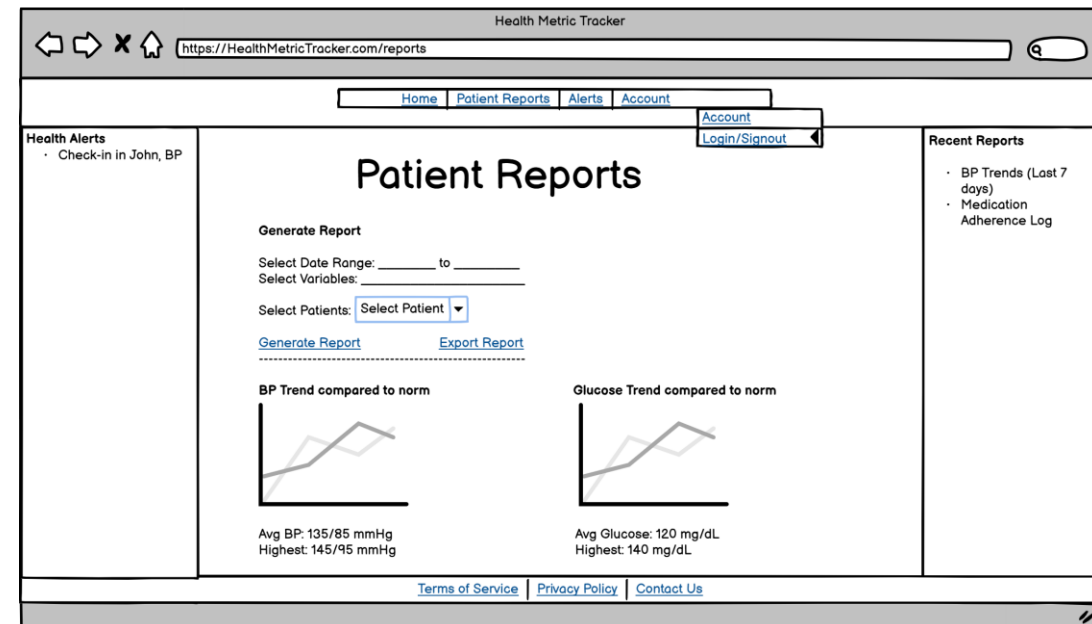 Health Metric Tracker
https://HealthMetricTracker.com/reports
Home Patient Reports Alerts Account
Account
Login/Signout
Health Alerts
· Check-in in John, BP
Patient Reports
Generate Report
Select Date Range: ________ to _________
Select Variables: _______________________
Select Patients: Select Patient
Generate Report Export Report
BP Trend compared to norm
Avg BP: 135/85 mmHg
Highest: 145/95 mmHg
Glucose Trend compared to norm
Avg Glucose: 120 mg/dL
Highest: 140 mg/dL
Recent Reports
· BP Trends (Last 7
days)
· Medication
Adherence Log
Terms of Service Privacy Policy Contact Us